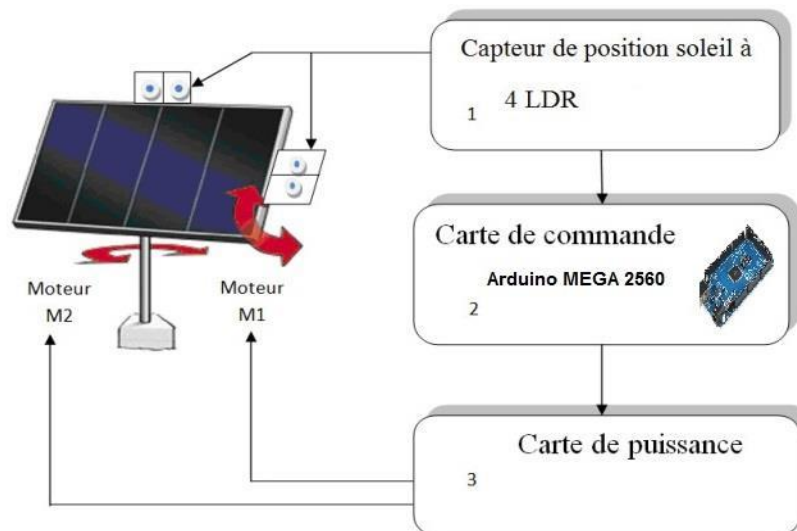 Capteur de position soleil à
1 4 LDR
Carte de commande
Arduino MEGA 2560
2
Moteur
M2
Moteur
M1
Carte de puissance
3